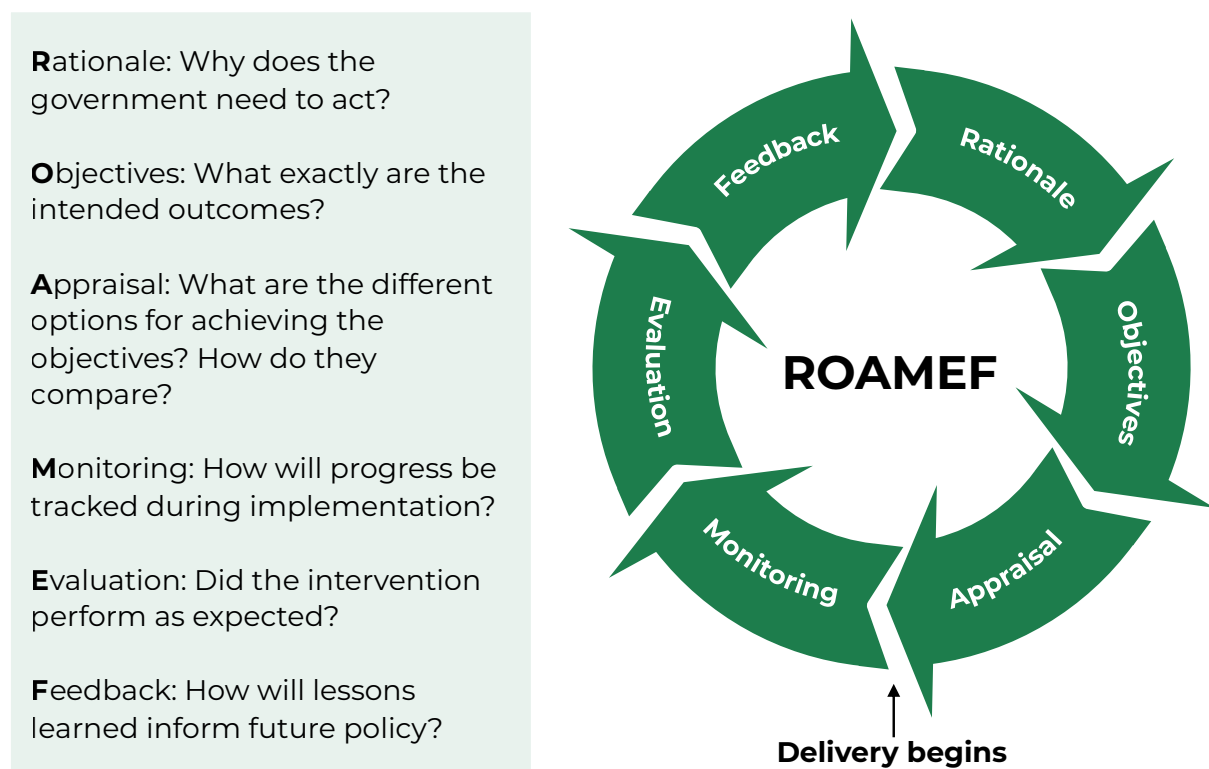 Rationale: Why does the
government need to act?
Objectives: What exactly are the
intended outcomes?
Appraisal: What are the different
options for achieving the
objectives? How do they
compare?
Monitoring: How will progress be
tracked during implementation?
Evaluation: Did the intervention
perform as expected?
Feedback: How will lessons
learned inform future policy?
Feedback
Rationale
Evaluation
Objectives
ROAMEF
Monitoring
Appraisal
Delivery begins